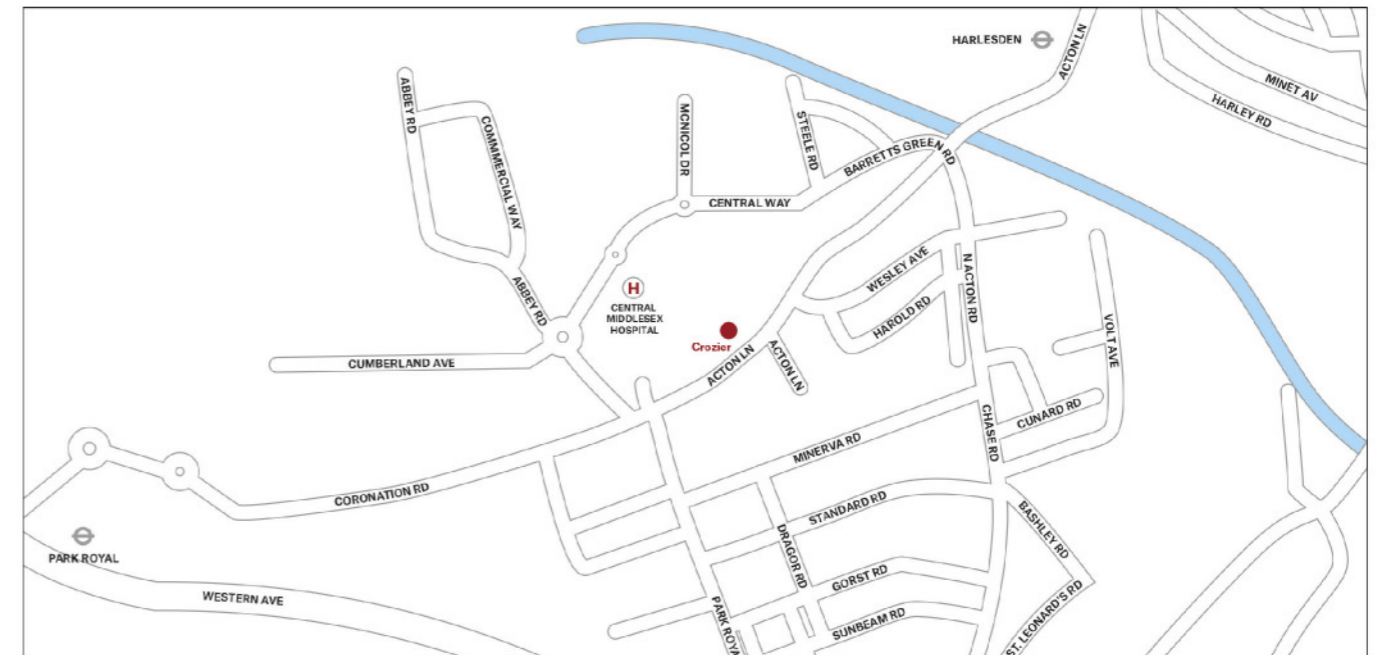 HARLESDEN
ACTON LN
MINET AV
HARLEY RD
ABBEY RD
COMMMERCIAL WAY
MCNICOL DR
STEELE RD
BARRETTS GREEN RD
CENTRAL WAY
WESLEY AVE
N ACTON RD
ABBEY RD
H
CENTRAL
MIDDLESEX
HOSPITAL
HAROLD RD
VOLT AVE
Crozier
CUMBERLAND AVE
ACTON LN
ACTON LN
CUNARD RD
CHASE RD
MINERVA RD
CORONATION RD
STANDARD RD
BASHLEY RD
PARK ROYAL
DRAGOR RD
GORST RD
WESTERN AVE
PARK ROYA
SUNBEAM RD
ST. LEONARD'S RD